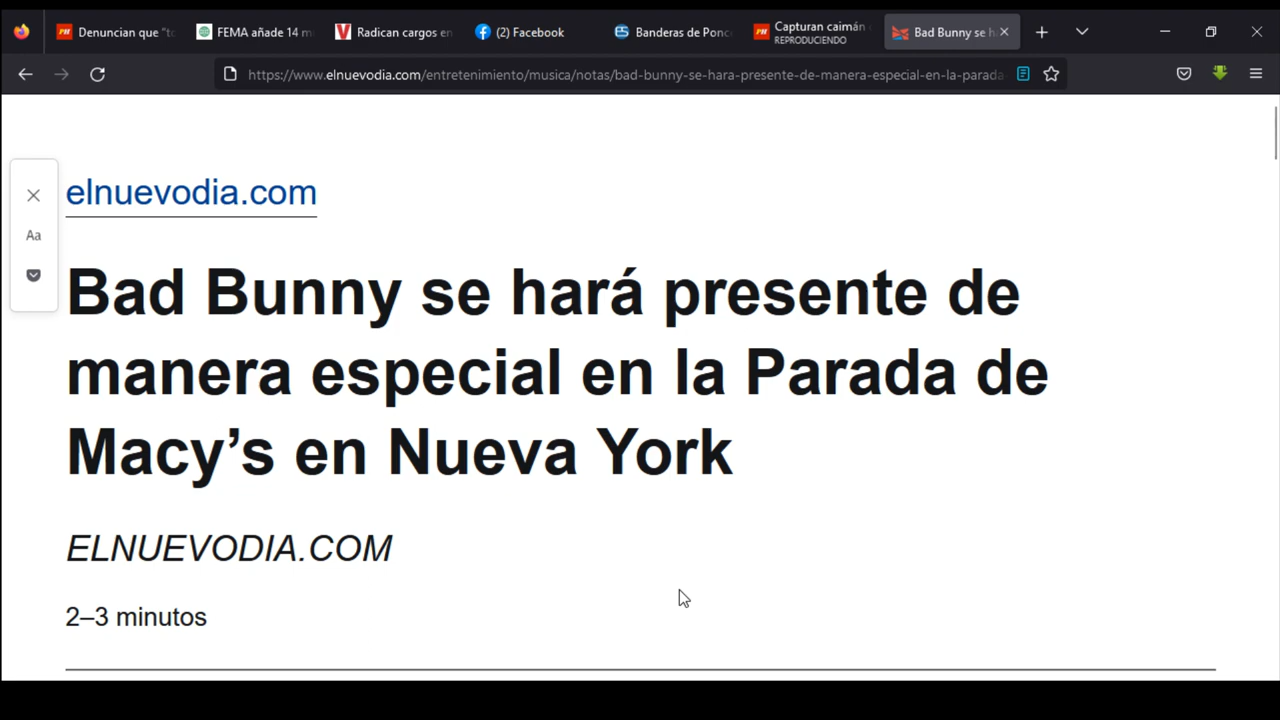 Denuncian que "to
FEMA añade 14 m
Radican cargos en
(2) Facebook
Banderas de Ponc
Capturan caimán
REPRODUCIENDO
Bad Bunny se h
https://www.elnuevodia.com/entretenimiento/musica/notas/bad-bunny-se-hara-presente-de-manera-especial-en-la-parada
elnuevodia.com
Aa
Bad Bunny se hará presente de
manera especial en la Parada de
Macy’s en Nueva York
ELNUEVODIA.COM
2–3 minutos